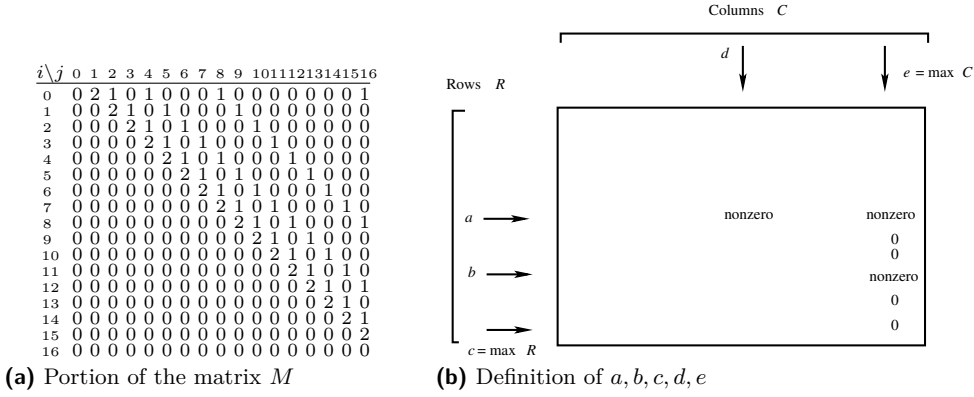 i\j 0 1 2 3 4 5 6 7 8 9 10 11 12 13 14 15 16
0 0 2 1 0 1 0 0 0 1 0 0 0 0 0 0 0 1
1 0 0 2 1 0 1 0 0 0 1 0 0 0 0 0 0 0
2 0 0 0 2 1 0 1 0 0 0 1 0 0 0 0 0 0
3 0 0 0 0 2 1 0 1 0 0 0 1 0 0 0 0 0
4 0 0 0 0 0 2 1 0 1 0 0 0 1 0 0 0 0
5 0 0 0 0 0 0 2 1 0 1 0 0 0 1 0 0 0
6 0 0 0 0 0 0 0 2 1 0 1 0 0 0 1 0 0
7 0 0 0 0 0 0 0 0 2 1 0 1 0 0 0 1 0
8 0 0 0 0 0 0 0 0 0 2 1 0 1 0 0 0 1
9 0 0 0 0 0 0 0 0 0 0 2 1 0 1 0 0 0
10 0 0 0 0 0 0 0 0 0 0 0 2 1 0 1 0 0
11 0 0 0 0 0 0 0 0 0 0 0 0 2 1 0 1 0
12 0 0 0 0 0 0 0 0 0 0 0 0 0 2 1 0 1
13 0 0 0 0 0 0 0 0 0 0 0 0 0 0 2 1 0
14 0 0 0 0 0 0 0 0 0 0 0 0 0 0 0 2 1
15 0 0 0 0 0 0 0 0 0 0 0 0 0 0 0 0 2
16 0 0 0 0 0 0 0 0 0 0 0 0 0 0 0 0 0
(a) Portion of the matrix M
Columns C
d
e = max C
Rows R
a
nonzero nonzero
0
0
b
nonzero
0
0
c = max R
(b) Definition of a, b, c, d, e